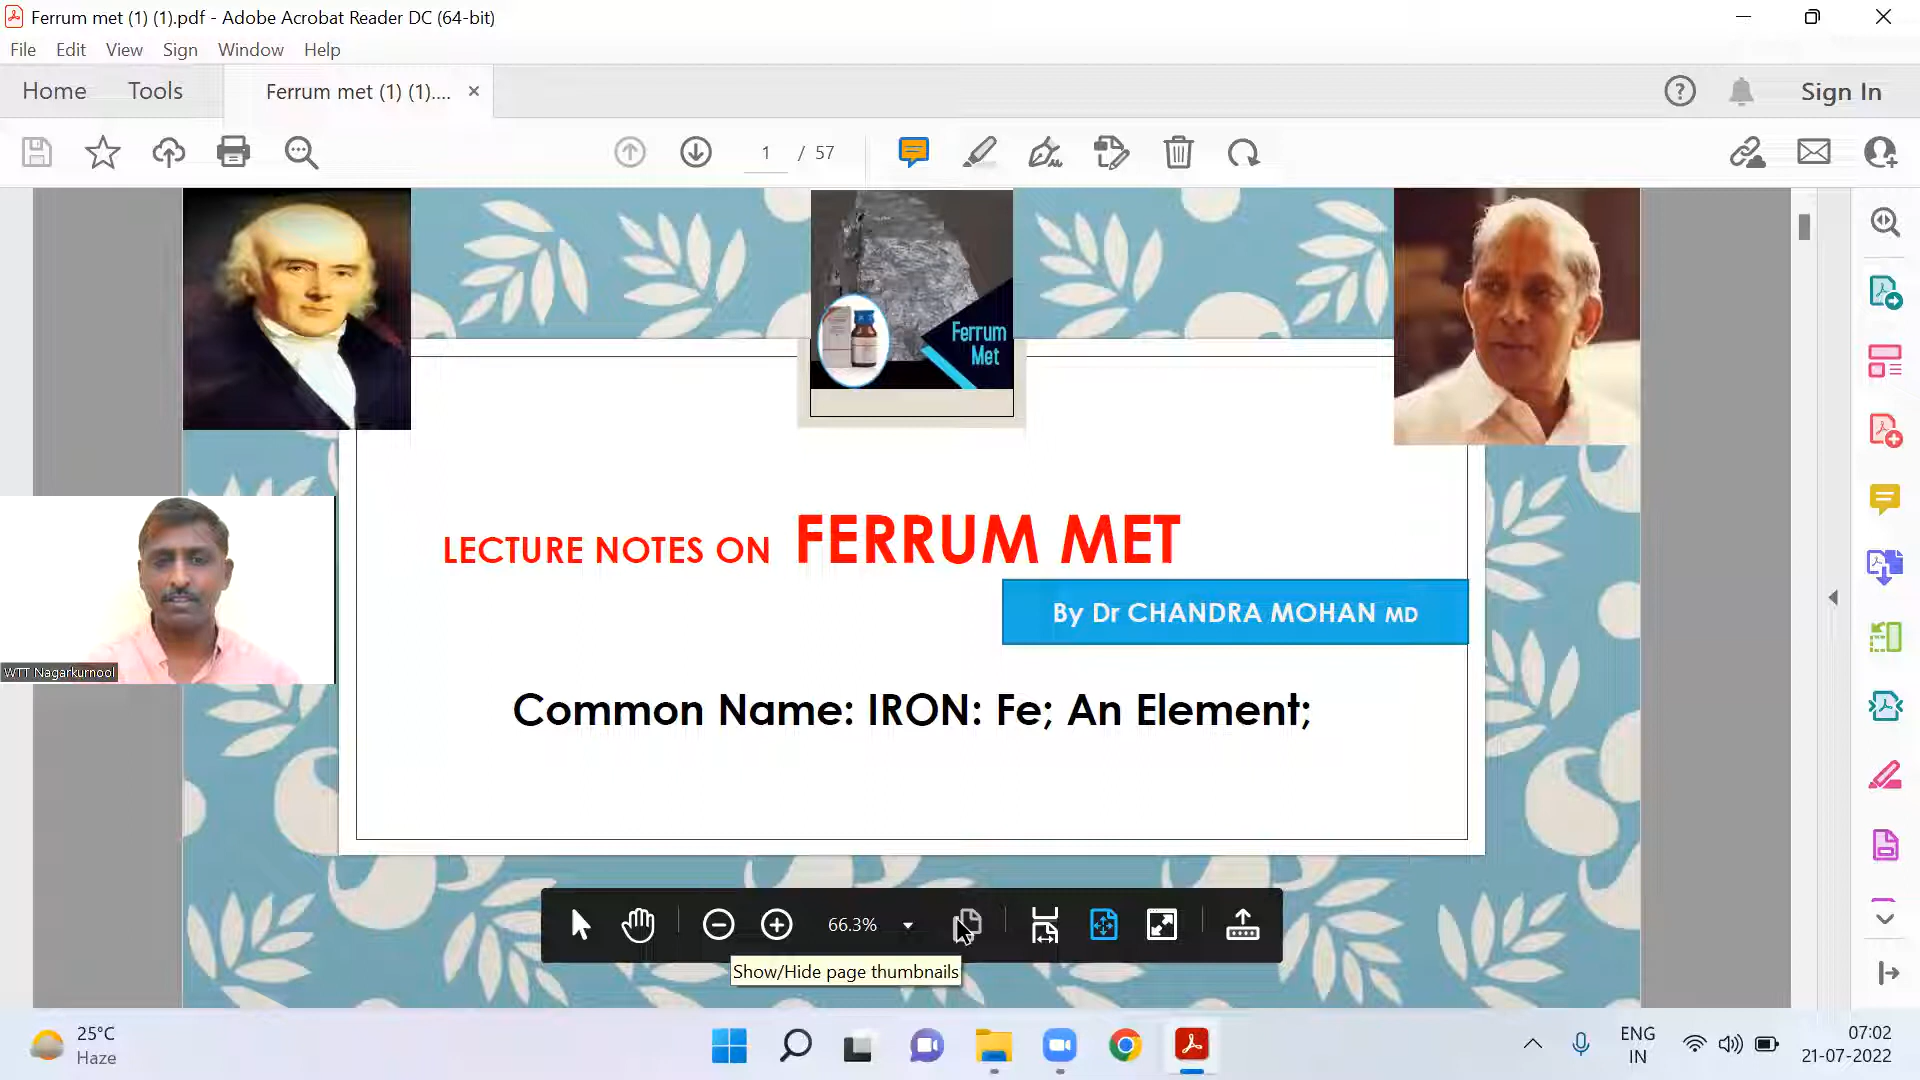 Ferrum met (1) (1).pdf - Adobe Acrobat Reader DC (64-bit)
File Edit View Sign Window Help
Home Tools Ferrum met (1) (1).... × Sign In
1 / 57
Ferrum
Met
LECTURE NOTES ON FERRUM MET
By Dr CHANDRA MOHAN MD
WTT Nagarkurnool
Common Name: IRON: Fe; An Element;
66.3%
Show/Hide page thumbnails
25°C
Haze
ENG
IN
07:02
21-07-2022